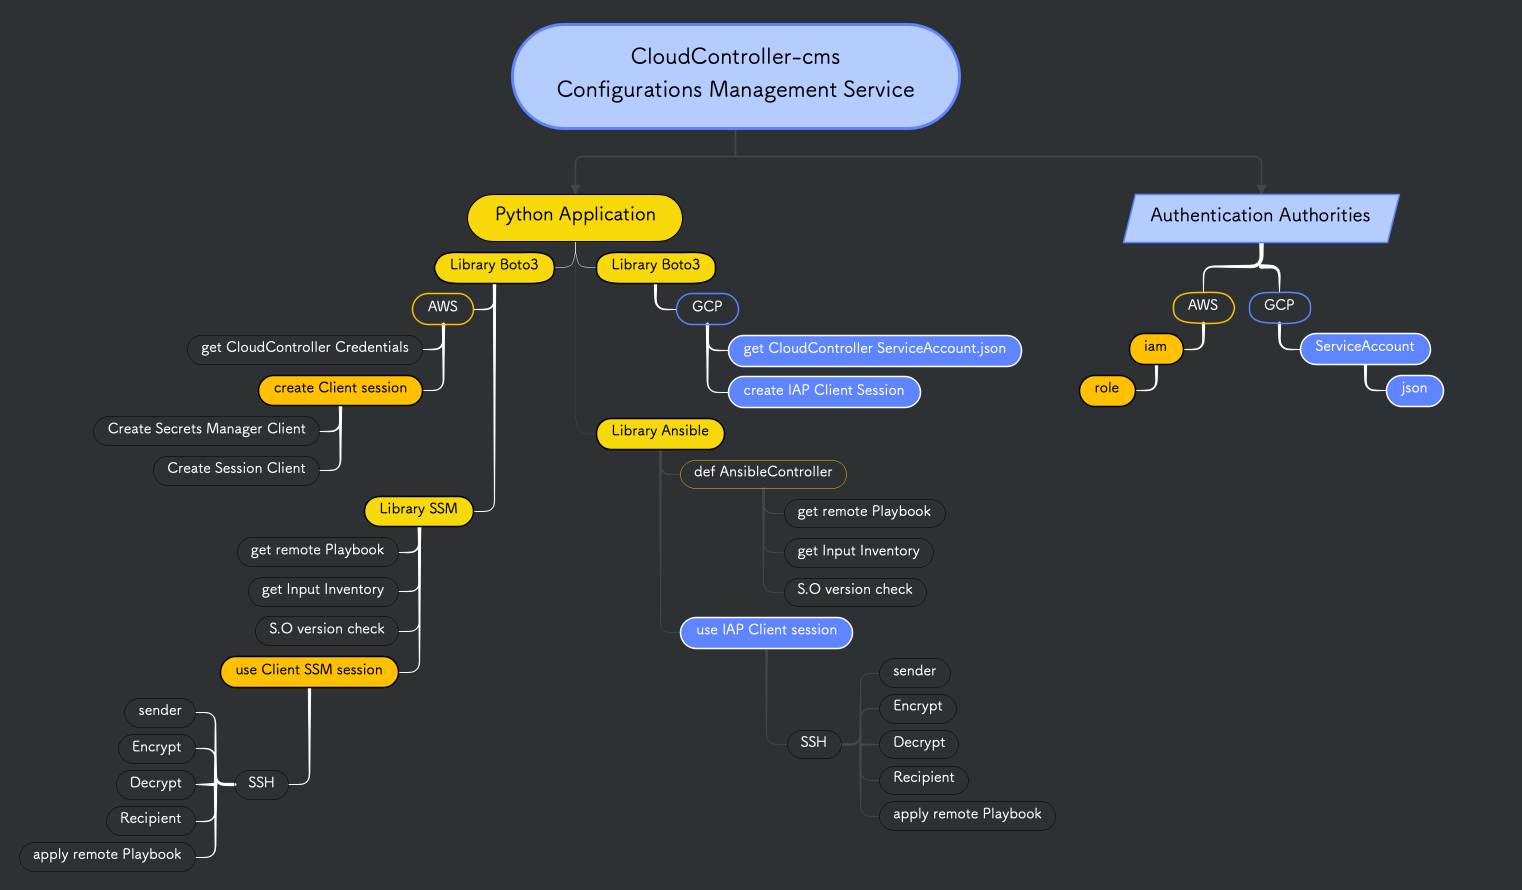 CloudController-cms
Configurations Management Service
Python Application
Authentication Authorities
Library Boto3
Library Boto3
AWS
GCP
AWS
GCP
get CloudController Credentials
get CloudController ServiceAccount.json
iam
ServiceAccount
create Client session
create IAP Client Session
role
json
Create Secrets Manager Client
Library Ansible
Create Session Client
def AnsibleController
Library SSM
get remote Playbook
get remote Playbook
get Input Inventory
get Input Inventory
S.O version check
S.O version check
use IAP Client session
use Client SSM session
sender
sender
Encrypt
Encrypt
SSH
Decrypt
Decrypt
SSH
Recipient
Recipient
apply remote Playbook
apply remote Playbook